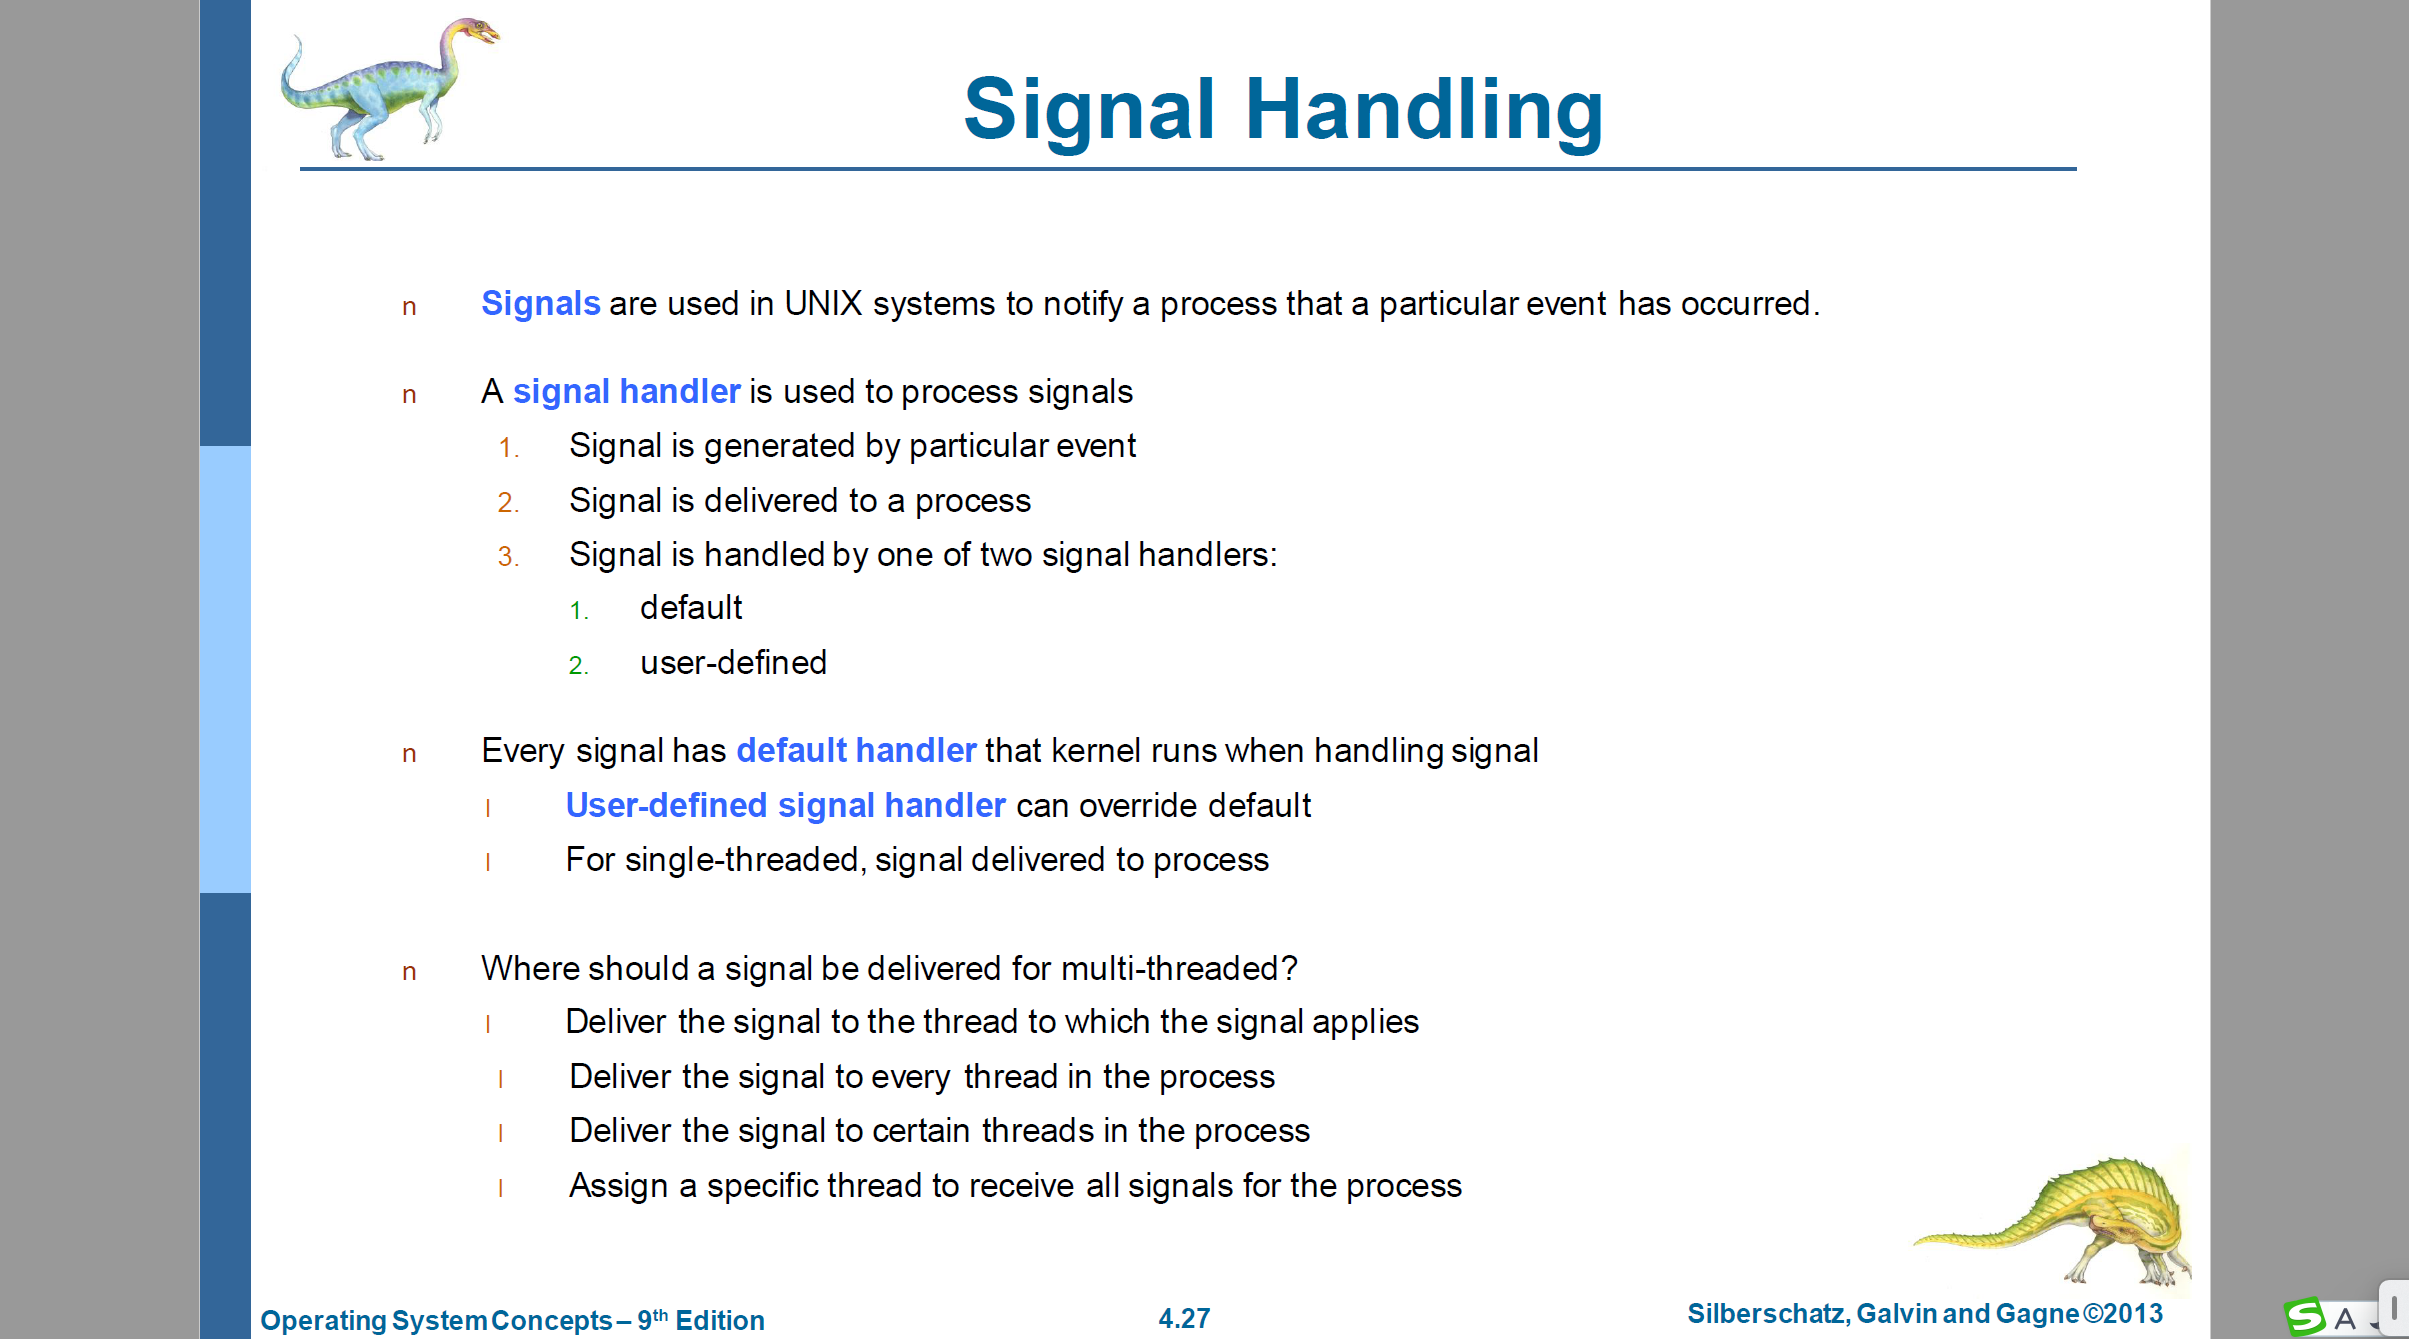 Signal Handling
n Signals are used in UNIX systems to notify a process that a particular event has occurred.
n A signal handler is used to process signals
1. Signal is generated by particular event
2. Signal is delivered to a process
3. Signal is handled by one of two signal handlers:
1. default
2. user-defined
n Every signal has default handler that kernel runs when handling signal
l User-defined signal handler can override default
l For single-threaded, signal delivered to process
n Where should a signal be delivered for multi-threaded?
l Deliver the signal to the thread to which the signal applies
l Deliver the signal to every thread in the process
l Deliver the signal to certain threads in the process
l Assign a specific thread to receive all signals for the process
Operating System Concepts – 9th Edition
4.27
Silberschatz, Galvin and Gagne ©2013
S A